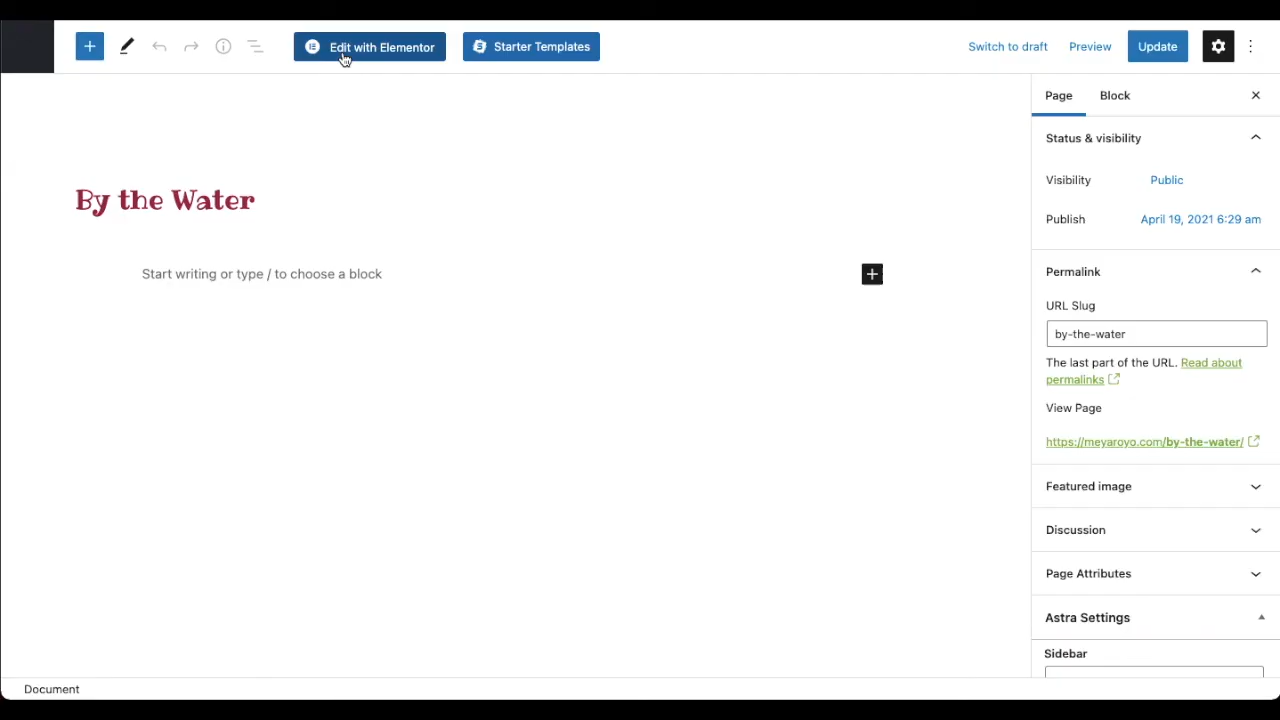 Edit with Elementor
Starter Templates
Switch to draft
Preview
Update
Page
Block
Status & visibility
Visibility
Public
Publish
April 19, 2021 6:29 am
By the Water
Start writing or type / to choose a block
Permalink
URL Slug
by-the-water
The last part of the URL. Read about
permalinks
View Page
https://meyaroyo.com/by-the-water/
Featured image
Discussion
Page Attributes
Astra Settings
Sidebar
Document